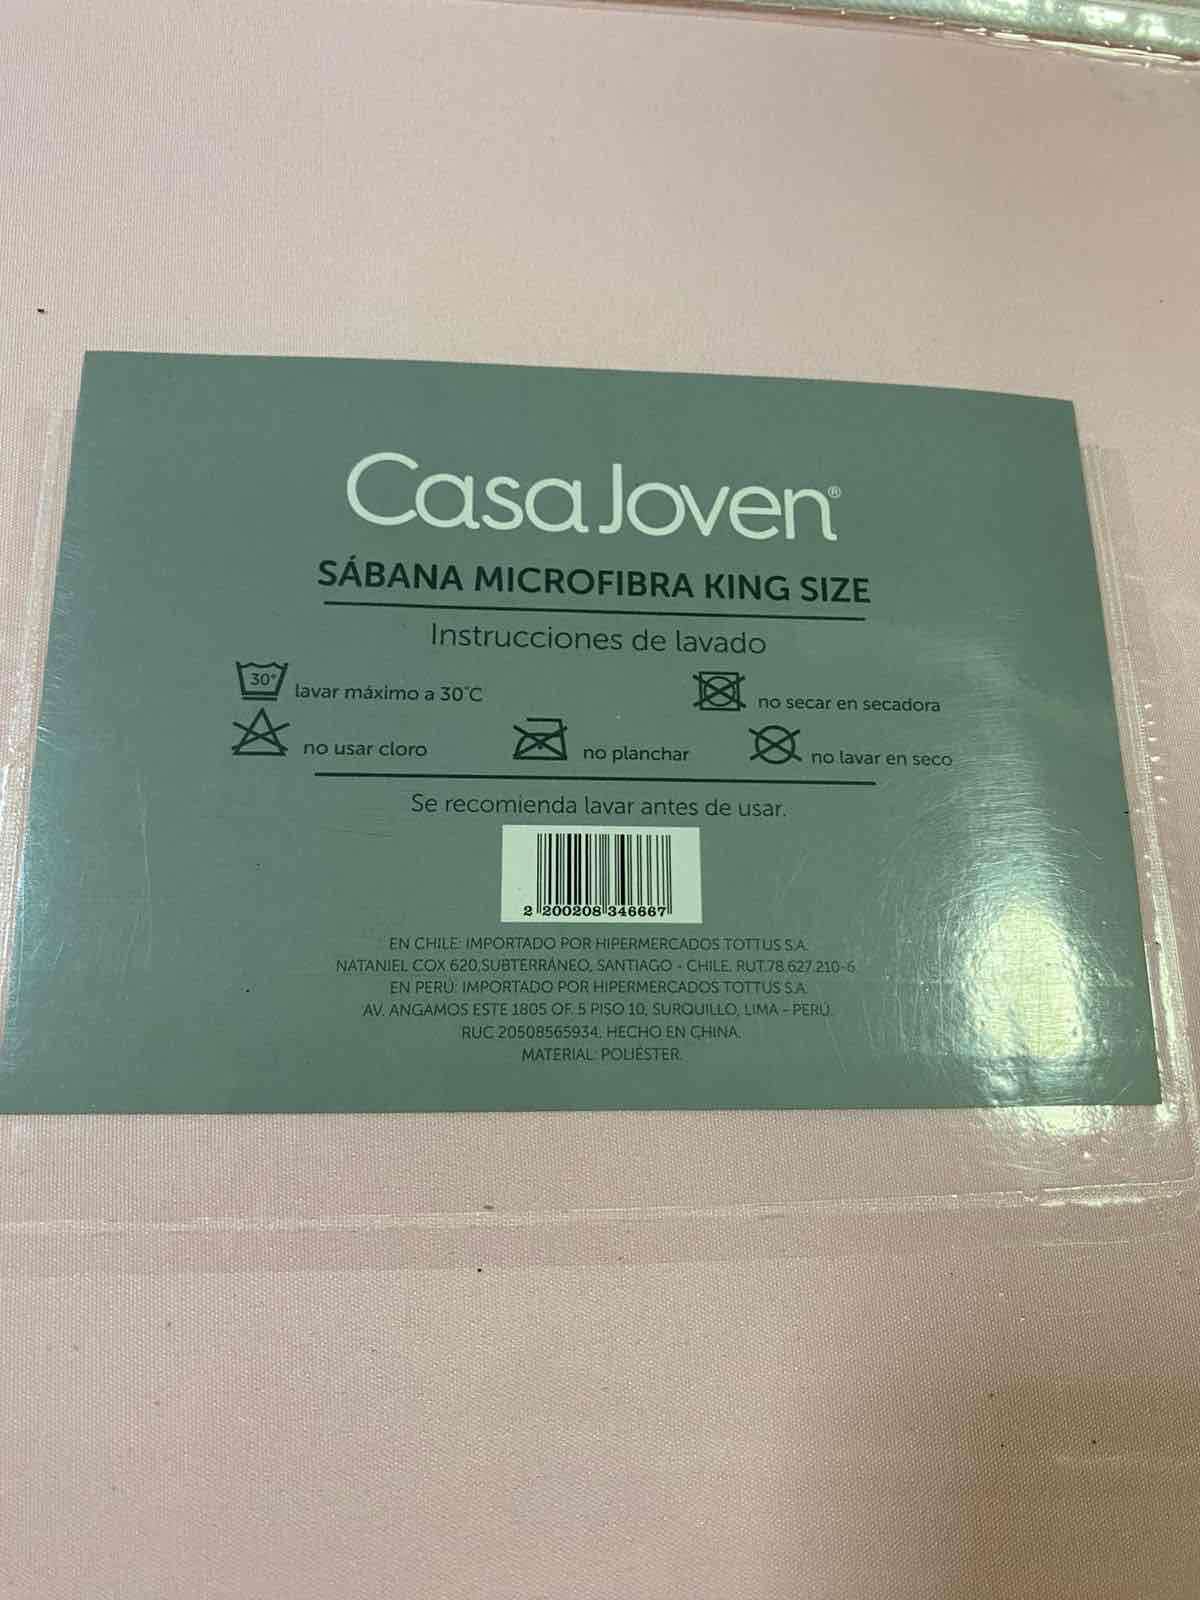 Casa Joven®
SÁBANA MICROFIBRA KING SIZE
Instrucciones de lavado
30° lavar máximo a 30°C no secar en secadora
no usar cloro no planchar no lavar en seco
Se recomienda lavar antes de usar.
2 200208 346667
EN CHILE: IMPORTADO POR HIPERMERCADOS TOTTUS S.A.
NATANIEL COX 620,SUBTERRÁNEO, SANTIAGO - CHILE. RUT.78.627.210-6
EN PERÚ: IMPORTADO POR HIPERMERCADOS TOTTUS S.A.
AV. ANGAMOS ESTE 1805 OF. 5 PISO 10, SURQUILLO, LIMA - PERÚ.
RUC 20508565934. HECHO EN CHINA.
MATERIAL: POLIÉSTER.